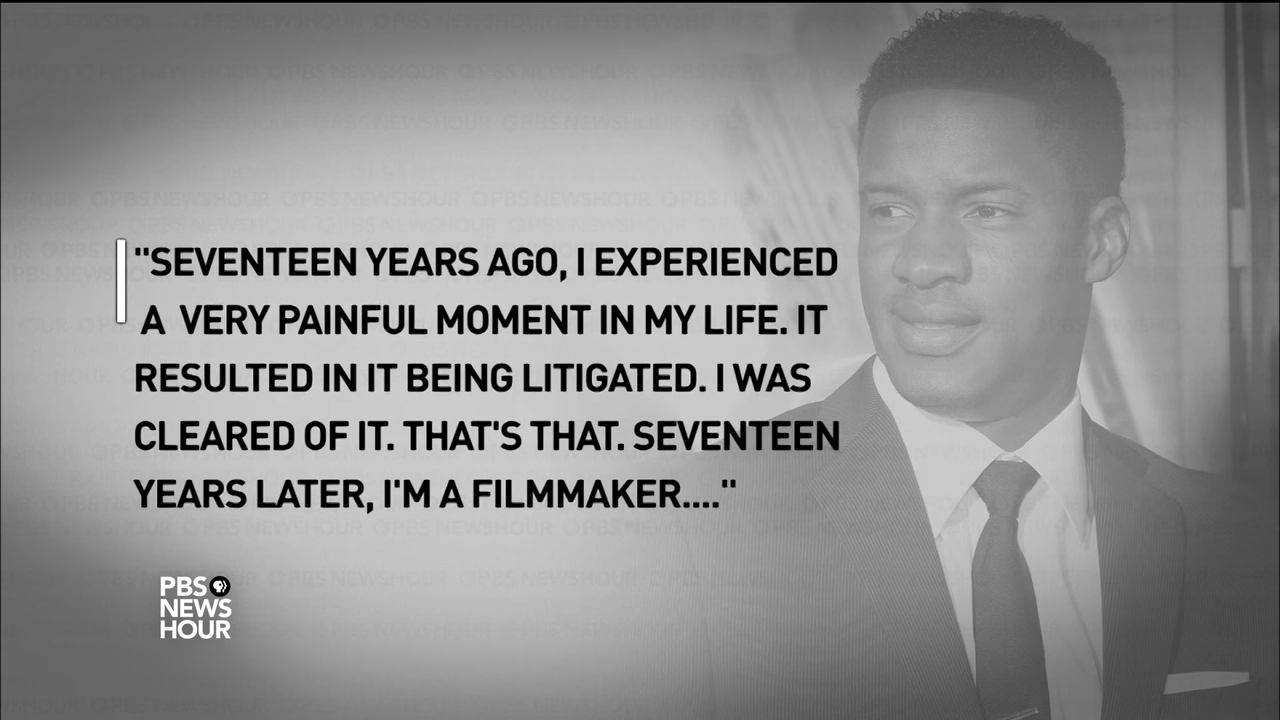 "SEVENTEEN YEARS AGO, I EXPERIENCED
A VERY PAINFUL MOMENT IN MY LIFE. IT
RESULTED IN IT BEING LITIGATED. I WAS
CLEARED OF IT. THAT'S THAT. SEVENTEEN
YEARS LATER, I'M A FILMMAKER...."
PBS
NEWS
HOUR